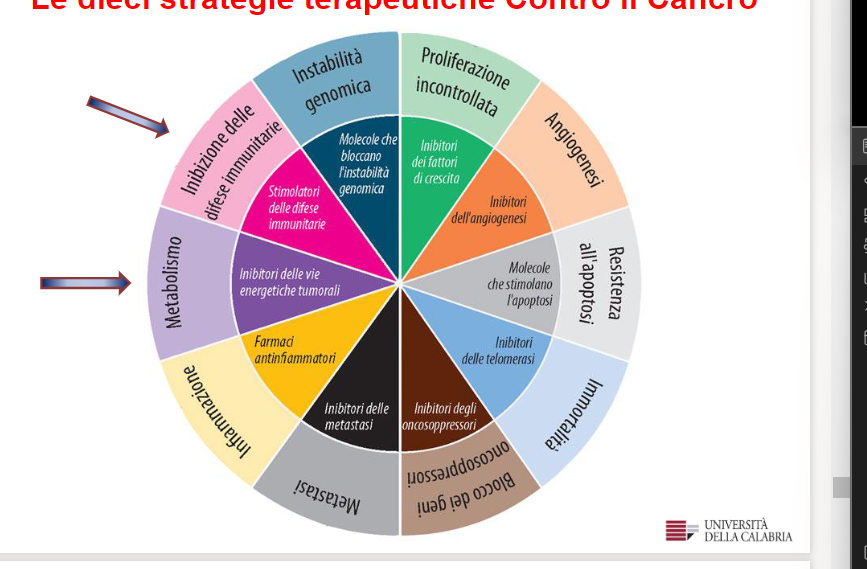 Le dieci strategie terapeutiche Contro il Cancro
Instabilità
genomica
Proliferazione
incontrollata
Angiogenesi
Resistenza
all'apoptosi
Immortalità
Blocco dei geni
oncosoppressori
Metastasi
Infiammazione
Metabolismo
Inibizione delle
difese immunitarie
Molecole che
bloccano
l'instabilità
genomica
Inibitori
dei fattori
di crescita
Inibitori
dell'angiogenesi
Molecole
che stimolano
l'apoptosi
Inibitori
delle telomerasi
Inibitori degli
oncosoppressori
Inibitori delle
metastasi
Farmaci
antinfiammatori
Inibitori delle vie
energetiche tumorali
Stimolatori
delle difese
immunitarie
UNIVERSITÀ
DELLA CALABRIA